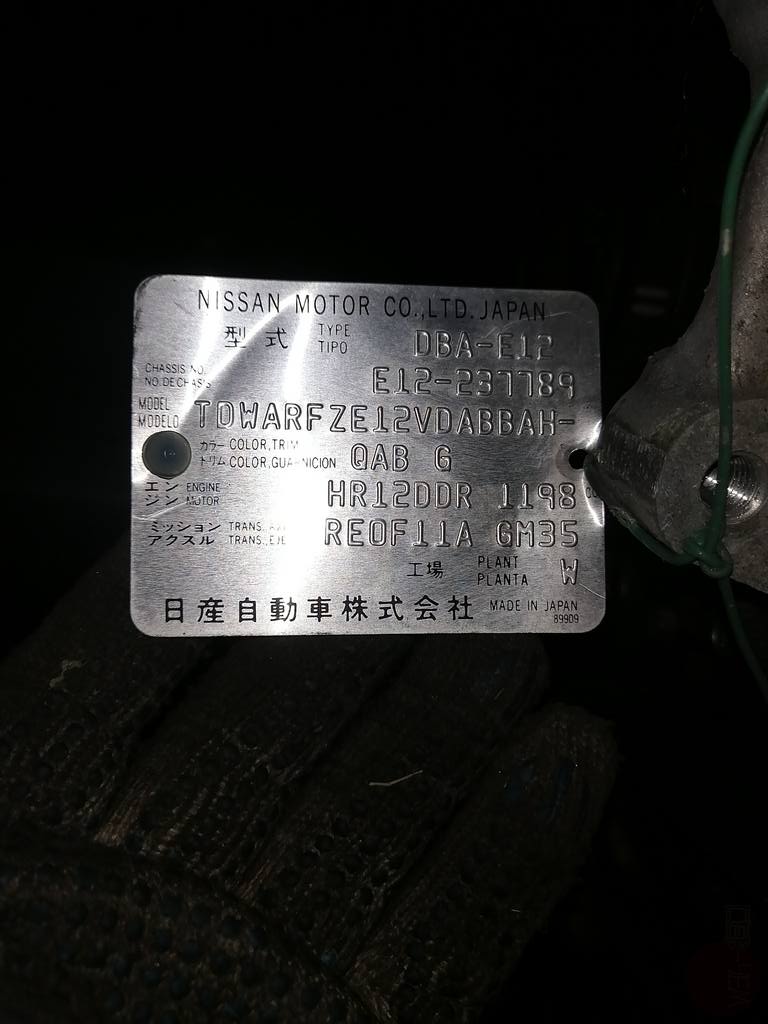 NISSAN MOTOR CO.,LTD. JAPAN
型式 TYPE TIPO DBA-E12
CHASSIS NO. NO DE CHASIS E12-237789
MODEL MODELO TDWARFZE12VDABBAH-
カラー トリム COLOR,TRIM COLOR,GUARNICION QAB G
エンジン ENGINE MOTOR HR12DDR 1198 cc
ミッション アクスル TRANS., TRANS.,EJE RE0F11A GM35
工場 PLANT PLANTA W
日産自動車株式会社 MADE IN JAPAN
89909